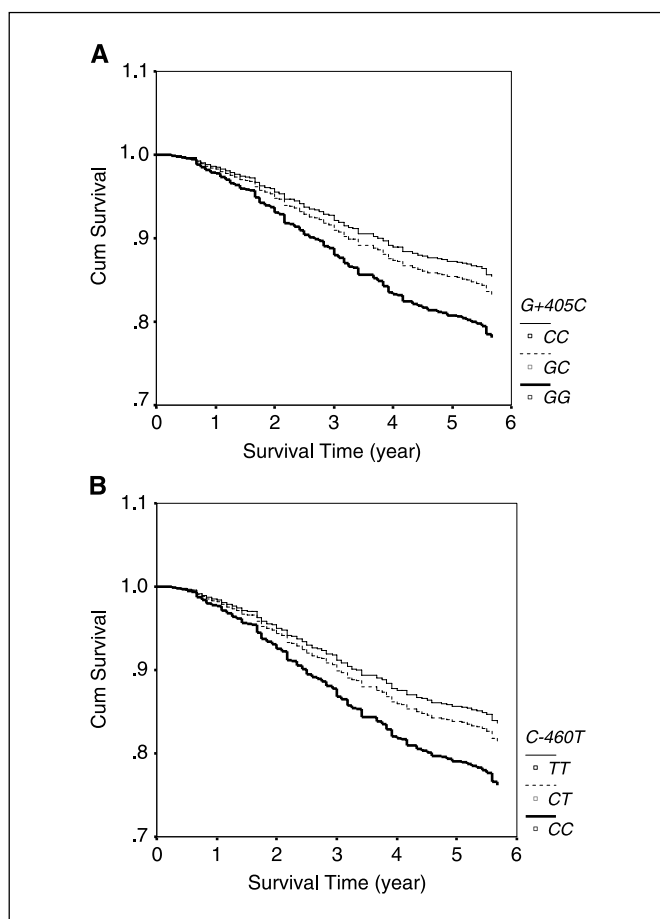 A
1.1
1.0
.9
.8
.7
Cum Survival
0 1 2 3 4 5 6
Survival Time (year)
G+405C
CC
GC
GG
B
1.1
1.0
.9
.8
.7
Cum Survival
0 1 2 3 4 5 6
Survival Time (year)
C-460T
TT
CT
CC